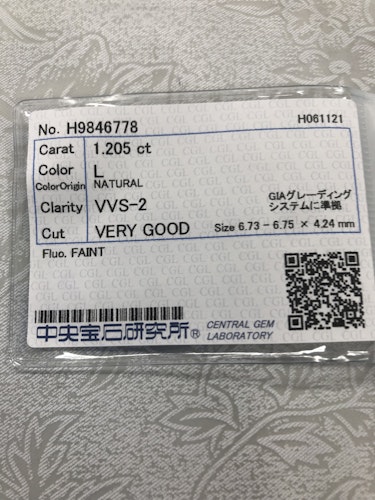 No. H9846778 H061121
Carat 1.205 ct
Color L
ColorOrigin NATURAL
Clarity VVS-2 GIAグレーディング
システムに準拠
Cut VERY GOOD Size 6.73 - 6.75 × 4.24 mm
Fluo. FAINT
中央宝石研究所® CENTRAL GEM
LABORATORY